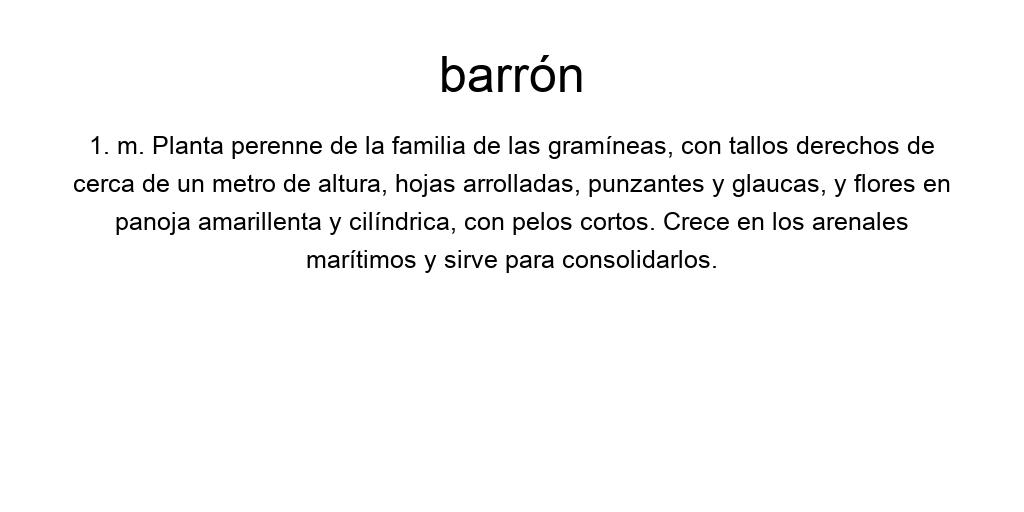 barrón
1. m. Planta perenne de la familia de las gramíneas, con tallos derechos de
cerca de un metro de altura, hojas arrolladas, punzantes y glaucas, y flores en
panoja amarillenta y cilíndrica, con pelos cortos. Crece en los arenales
marítimos y sirve para consolidarlos.